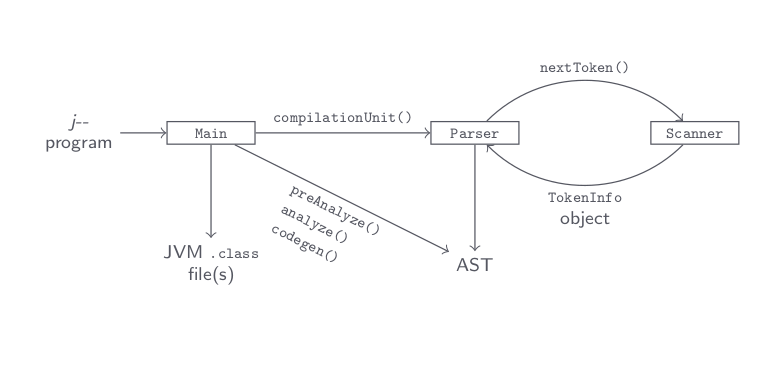 nextToken()
j--
program
Main
compilationUnit()
Parser
Scanner
preAnalyze()
analyze()
codegen()
TokenInfo
object
JVM .class
file(s)
AST